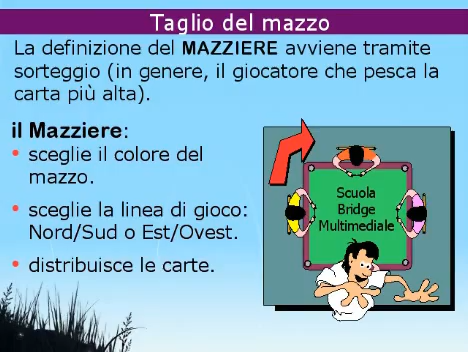 Taglio del mazzo
La definizione del MAZZIERE avviene tramite
sorteggio (in genere, il giocatore che pesca la
carta più alta).
il Mazziere:
• sceglie il colore del
mazzo.
• sceglie la linea di gioco:
Nord/Sud o Est/Ovest.
• distribuisce le carte.
Scuola
Bridge
Multimediale